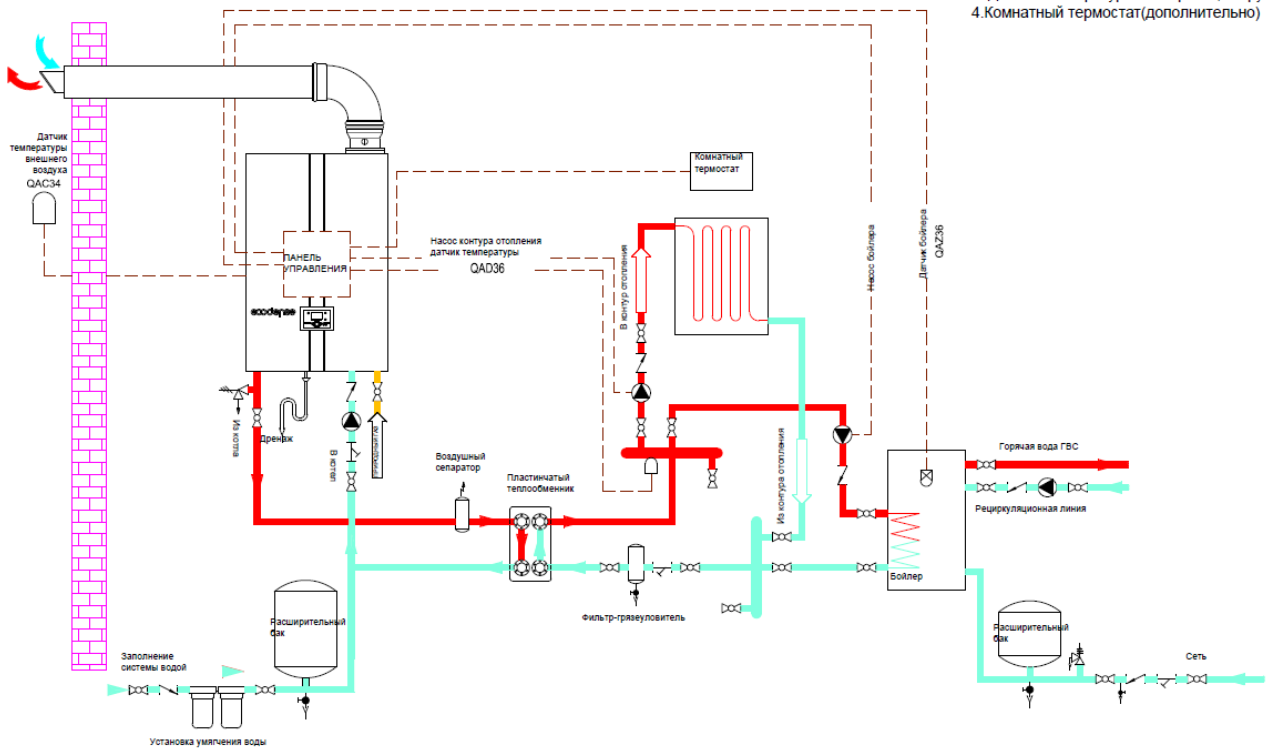 4.Комнатный термостат(дополнительно)
Датчик
температуры
внешнего
воздуха
QAC34
Комнатный
термостат
Насос контура отопления
датчик температуры
QAD36
ПАНЕЛЬ
УПРАВЛЕНИЯ
ecodense
В контур отопления
Насос бойлера
Датчик бойлера
QAZ36
Из котла
Дренаж
В котел
ПРИРОДНЫЙ ГАЗ
Воздушный
сепаратор
Пластинчатый
теплообменник
Из контура отопления
Горячая вода ГВС
Рециркуляционная линия
Бойлер
Фильтр-грязеуловитель
Расширительный
бак
Расширительный
бак
Заполнение
системы водой
Сеть
Установка умягчения воды